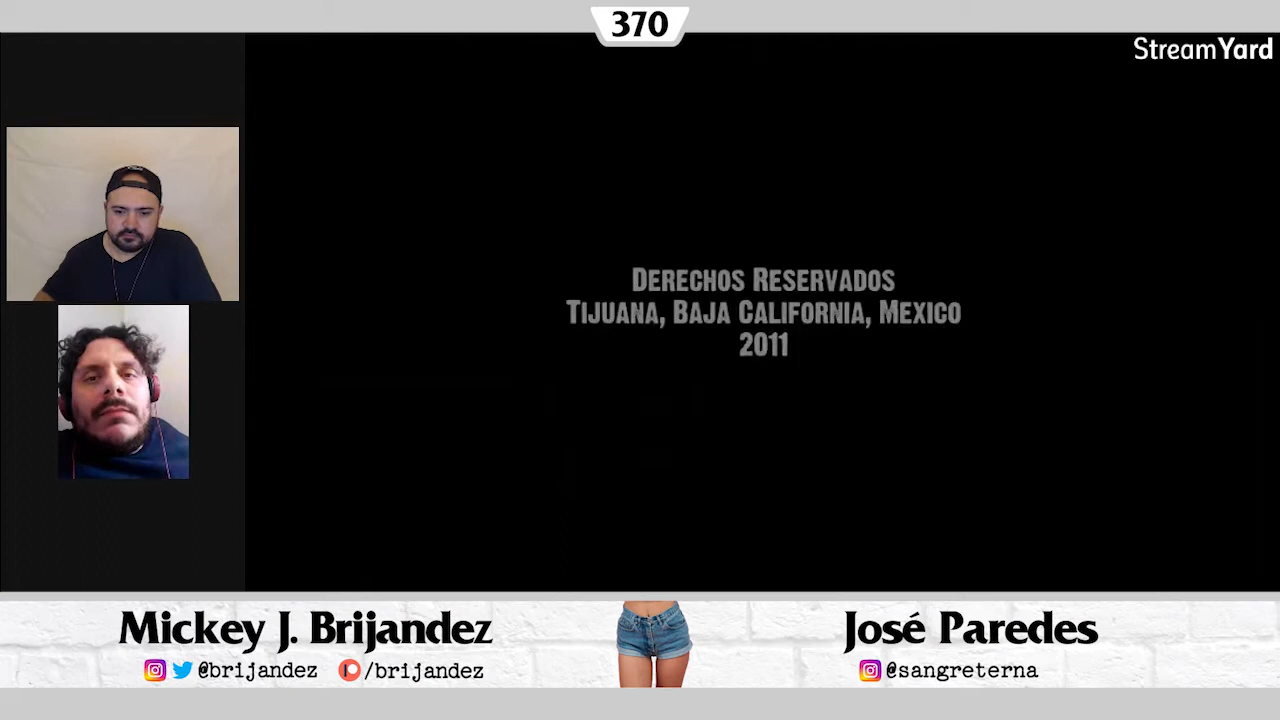 370
StreamYard
DERECHOS RESERVADOS
TIJUANA, BAJA CALIFORNIA, MEXICO
2011
Mickey J. Brijandez
@brijandez /brijandez
José Paredes
@sangreterna